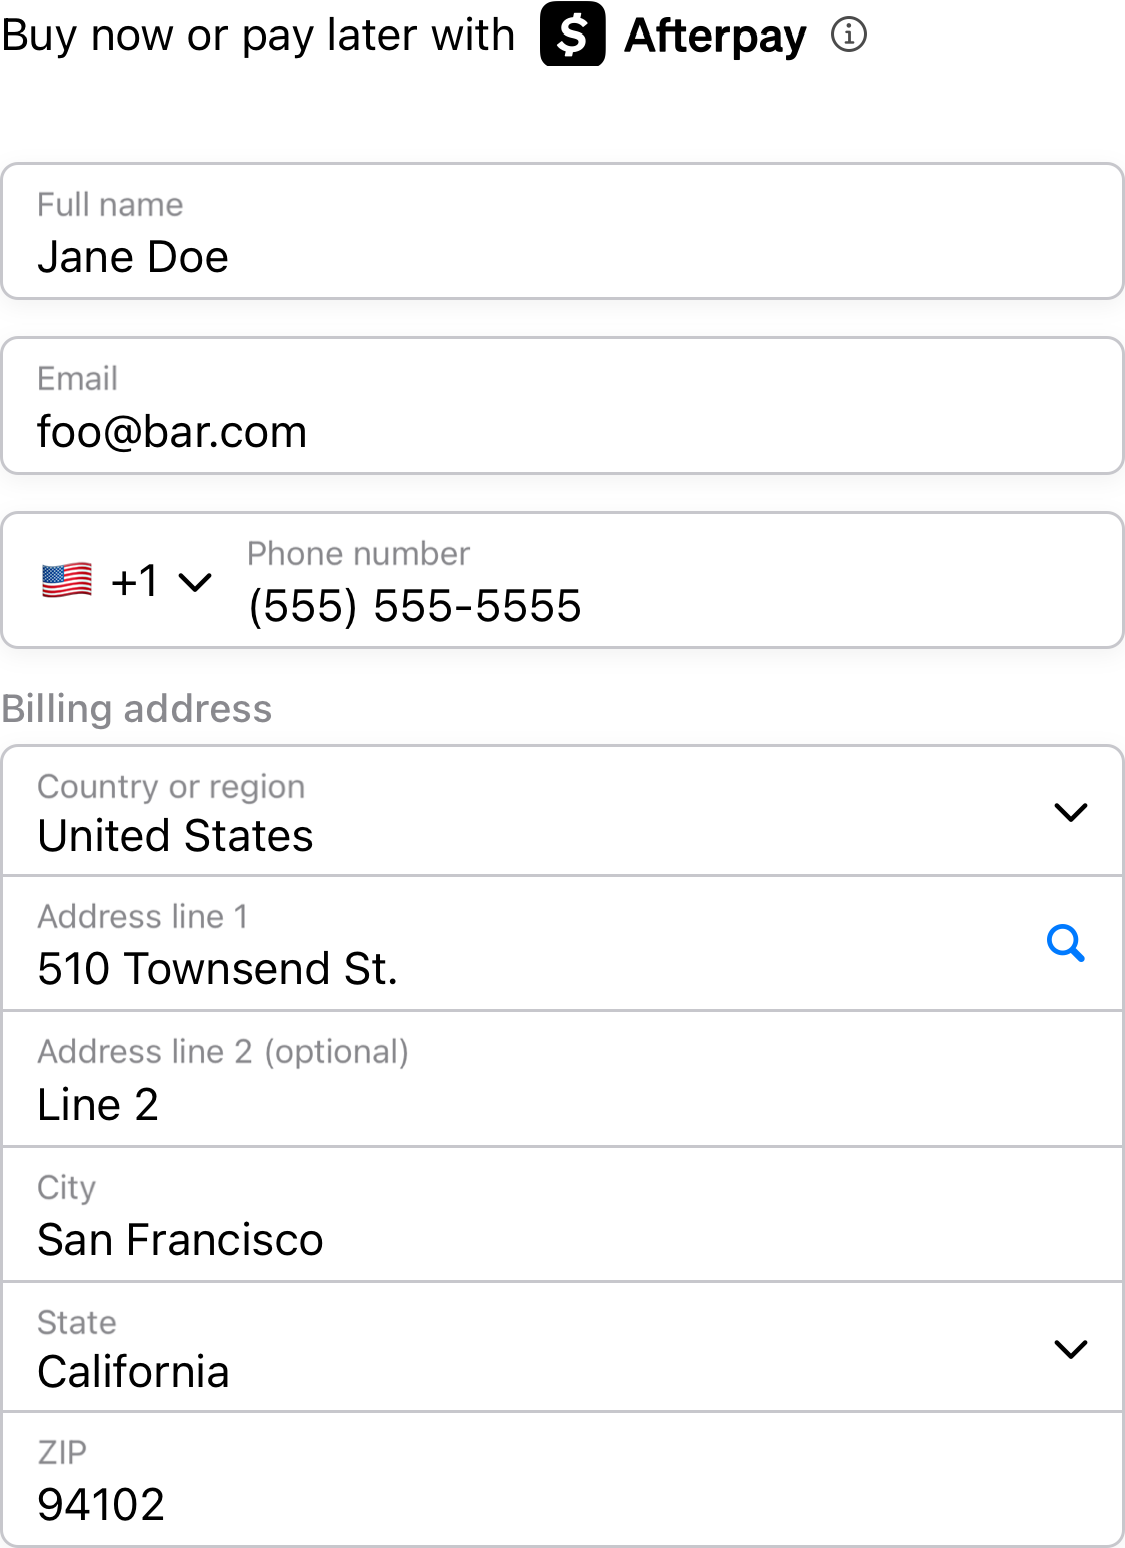 Buy now or pay later with $ Afterpay
Full name
Jane Doe
Email
foo@bar.com
Phone number
+1 (555) 555-5555
Billing address
Country or region
United States
Address line 1
510 Townsend St.
Address line 2 (optional)
Line 2
City
San Francisco
State
California
ZIP
94102